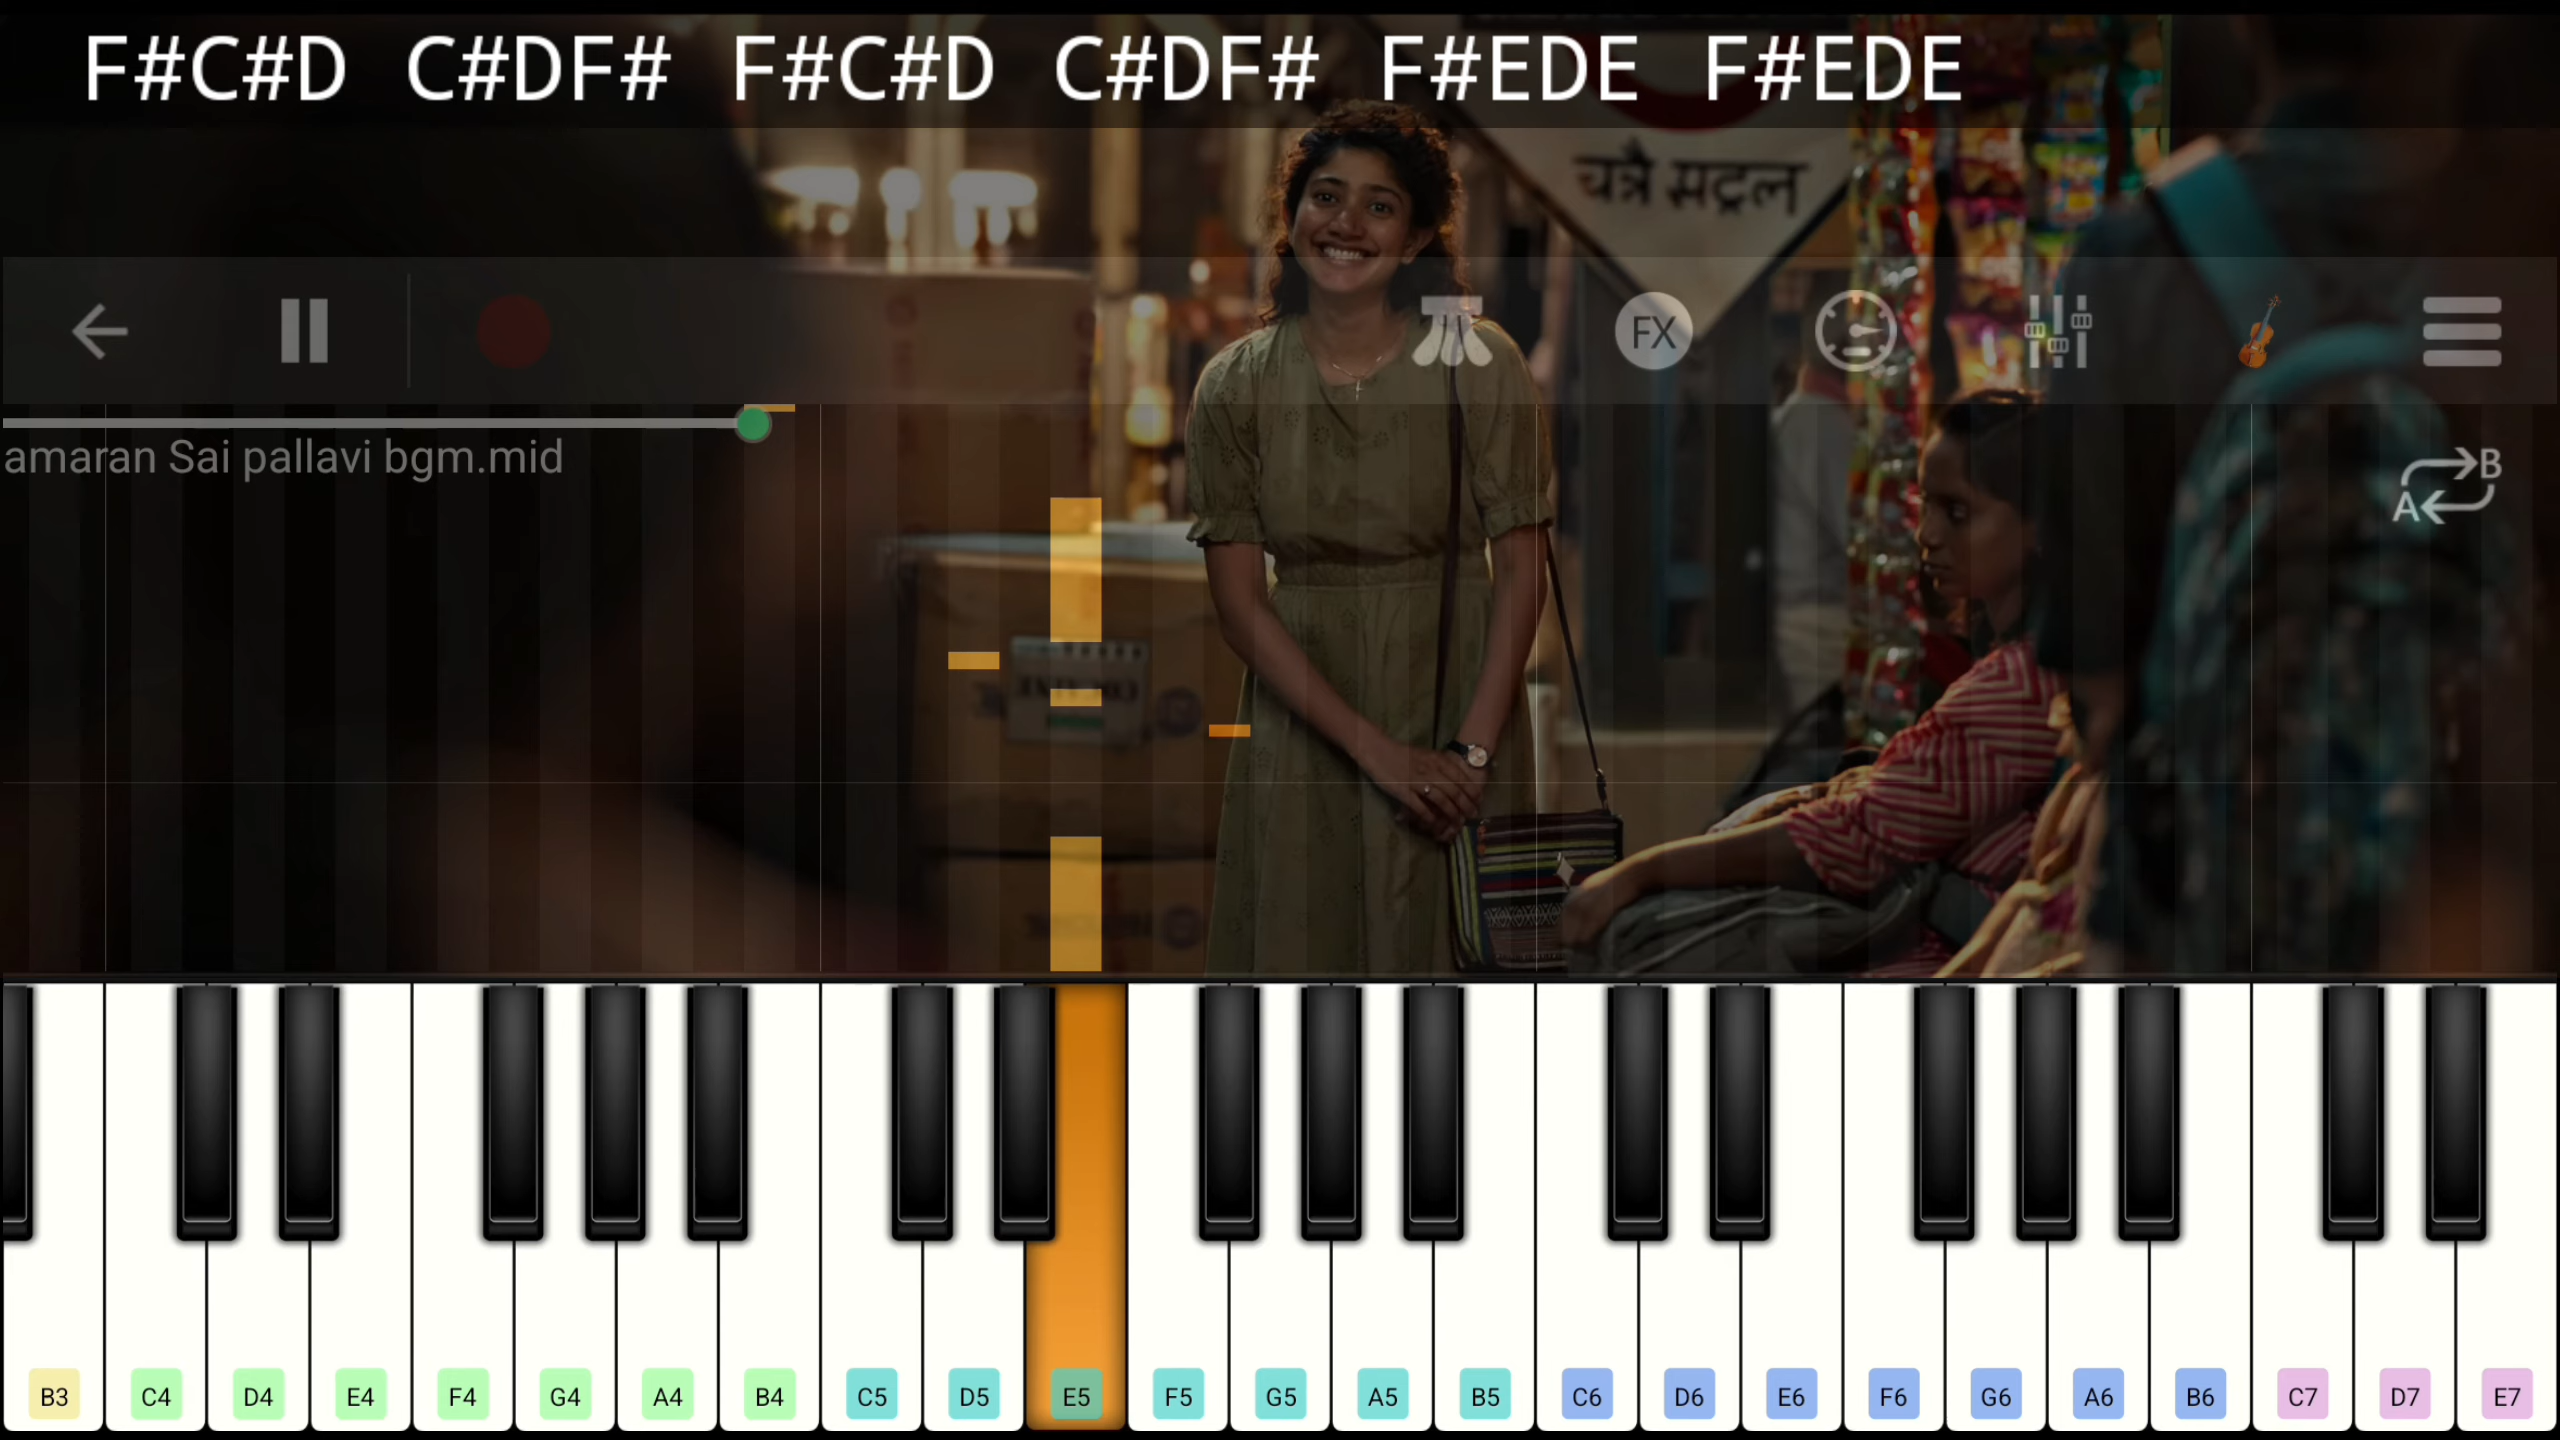 F#C#D C#DF# F#C#D C#DF# F#EDE F#EDE
FX
amaran Sai pallavi bgm.mid
A B
B3 C4 D4 E4 F4 G4 A4 B4 C5 D5 E5 F5 G5 A5 B5 C6 D6 E6 F6 G6 A6 B6 C7 D7 E7